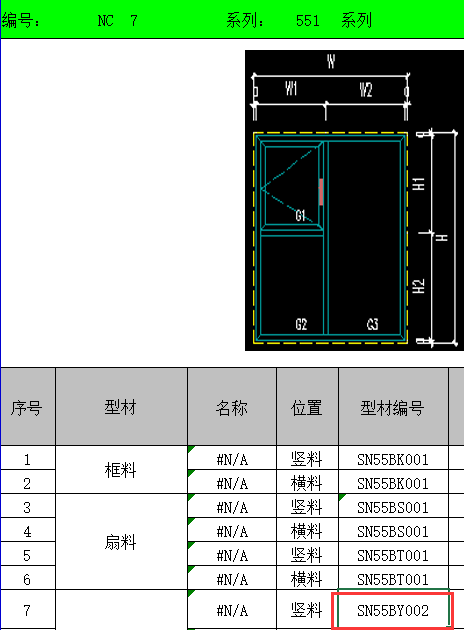 编号： NC 7 系列： 551 系列
W
W1 W2
H1
G1
H
H2
G2 G3
序号 型材 名称 位置 型材编号
框料
扇料
1 #N/A 竖料 SN55BK001
2 #N/A 横料 SN55BK001
3 #N/A 竖料 SN55BS001
4 #N/A 横料 SN55BS001
5 #N/A 竖料 SN55BT001
6 #N/A 横料 SN55BT001
7 #N/A 竖料 SN55BY002